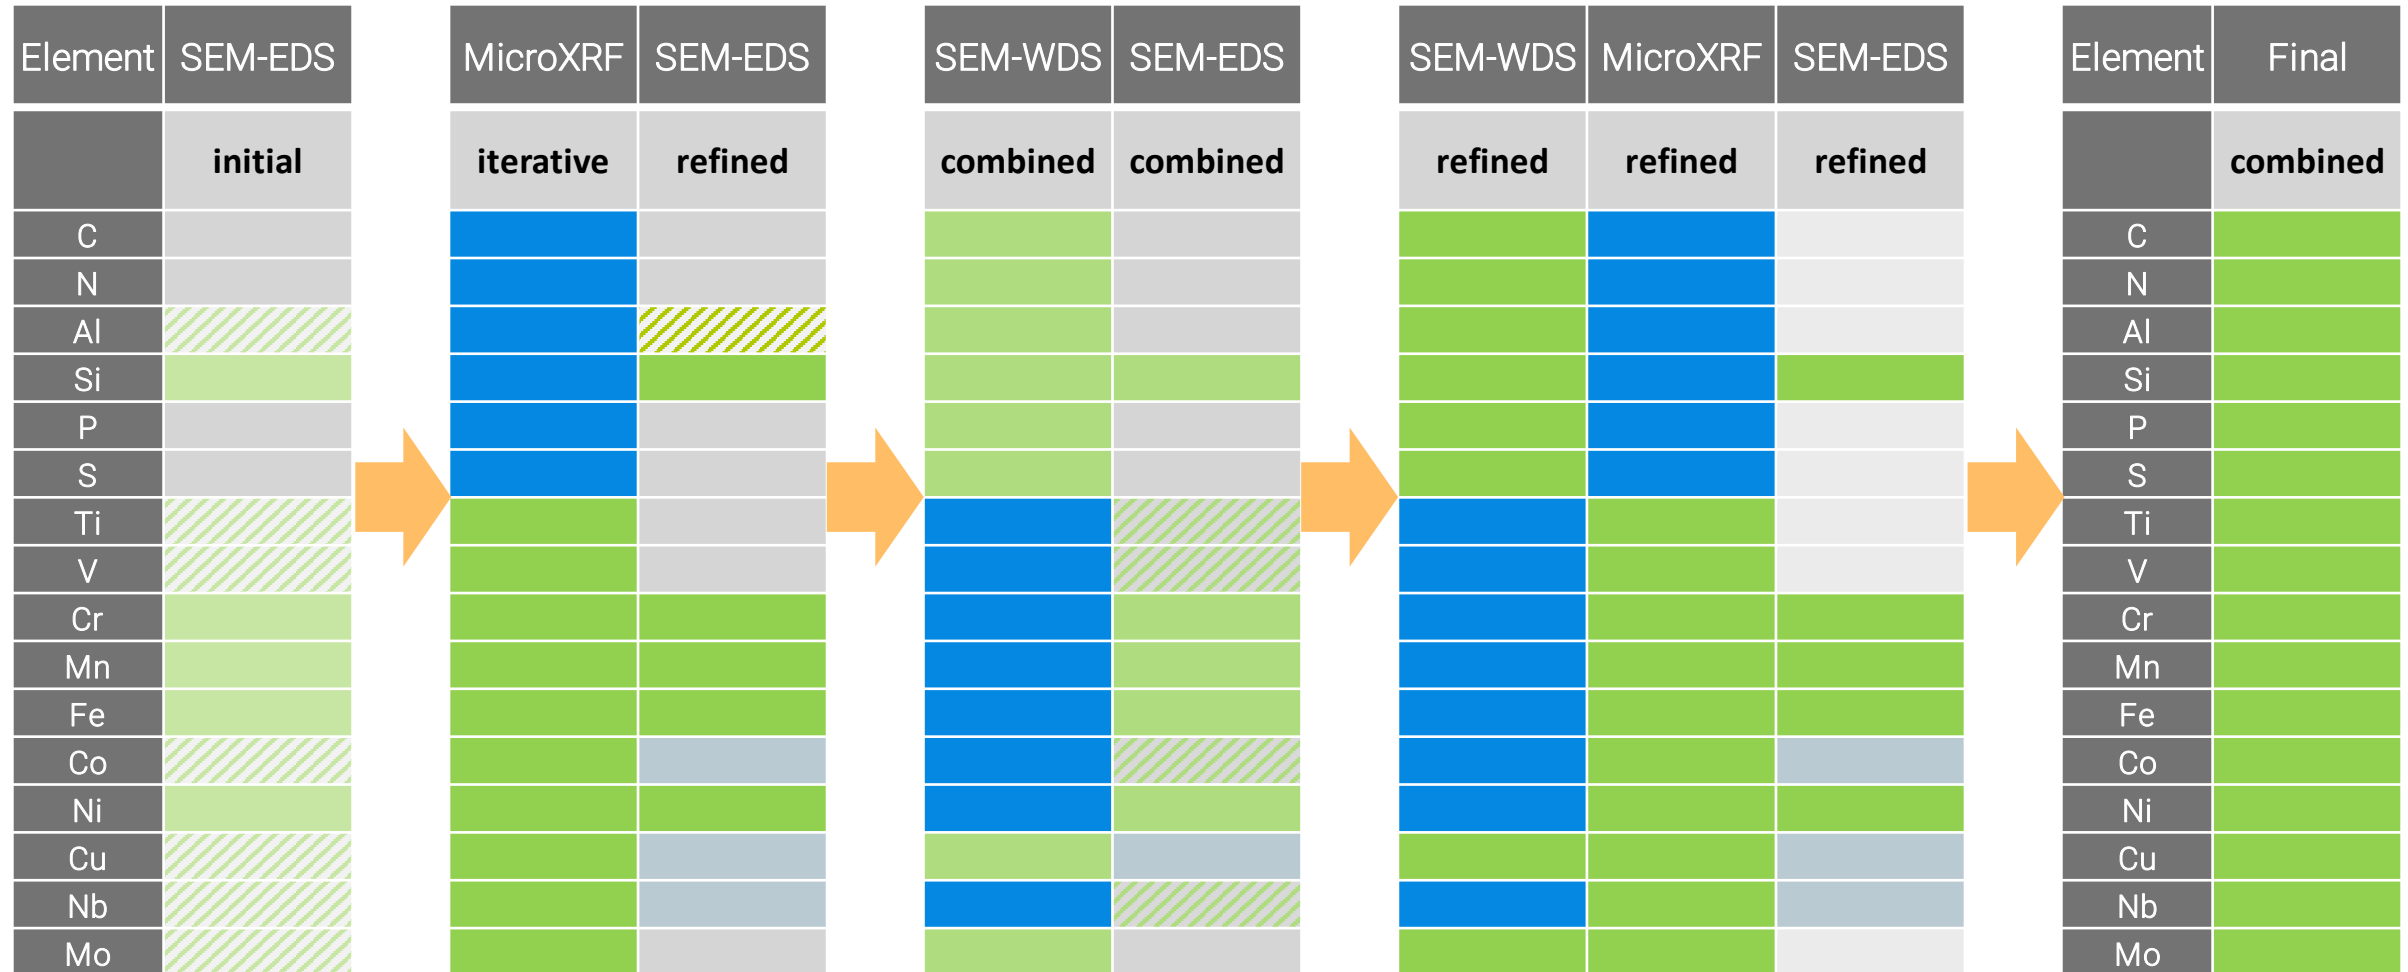 Element SEM-EDS MicroXRF SEM-EDS SEM-WDS SEM-EDS SEM-WDS MicroXRF SEM-EDS Element Final
initial iterative refined combined combined refined refined refined combined
C C
N N
Al Al
Si Si
P P
S S
Ti Ti
V V
Cr Cr
Mn Mn
Fe Fe
Co Co
Ni Ni
Cu Cu
Nb Nb
Mo Mo